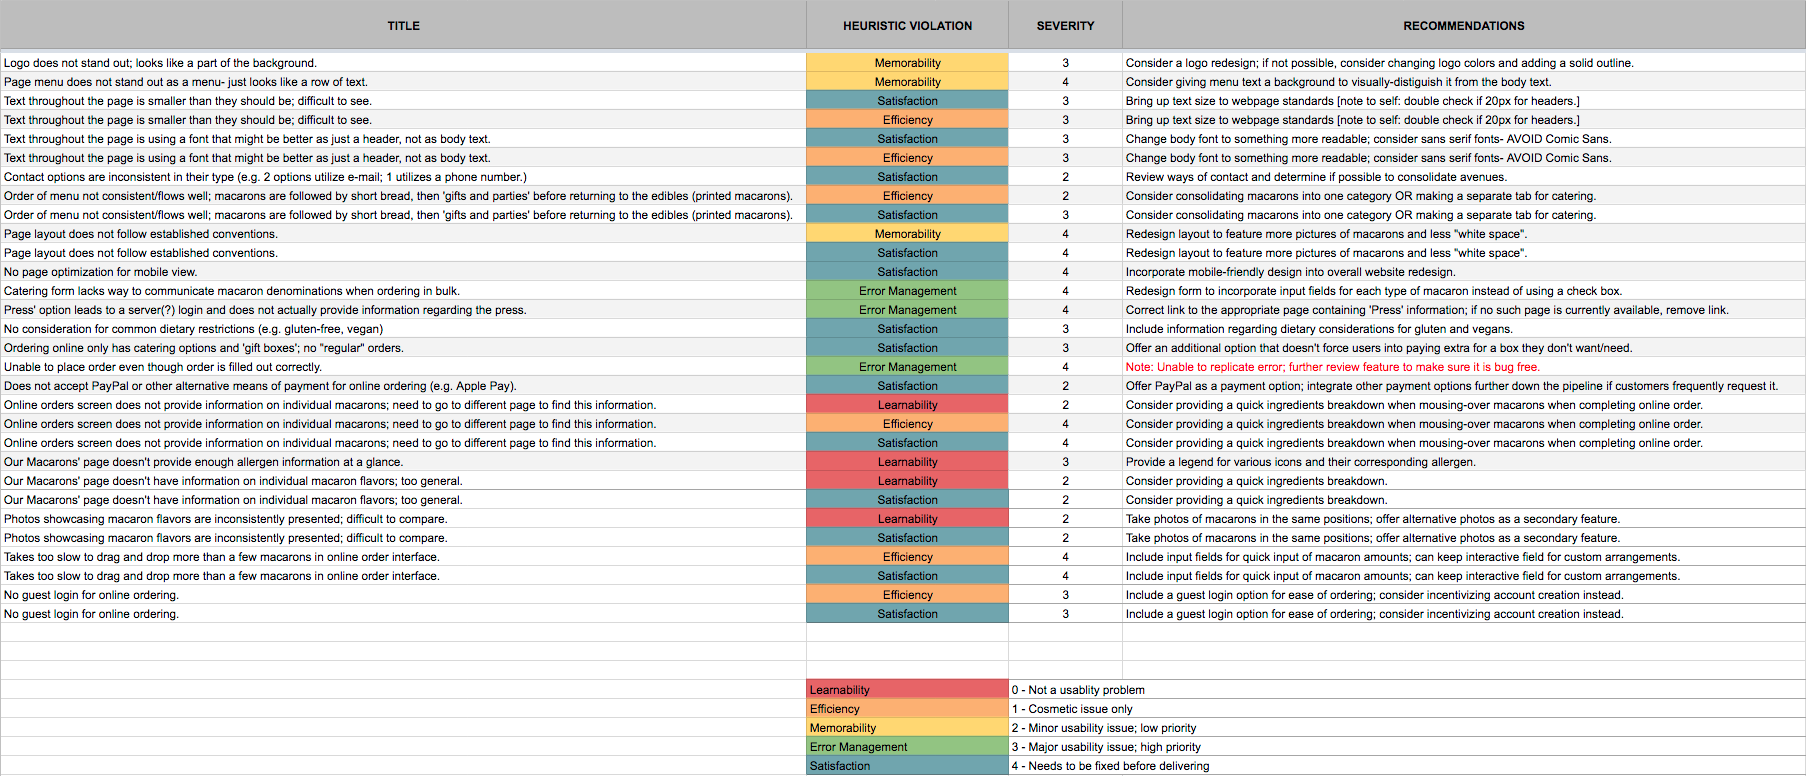 TITLE HEURISTIC VIOLATION SEVERITY RECOMMENDATIONS
Logo does not stand out; looks like a part of the background. Memorability 3 Consider a logo redesign; if not possible, consider changing logo colors and adding a solid outline.
Page menu does not stand out as a menu- just looks like a row of text. Memorability 4 Consider giving menu text a background to visually-distiguish it from the body text.
Text throughout the page is smaller than they should be; difficult to see. Satisfaction 3 Bring up text size to webpage standards [note to self: double check if 20px for headers.]
Text throughout the page is smaller than they should be; difficult to see. Efficiency 3 Bring up text size to webpage standards [note to self: double check if 20px for headers.]
Text throughout the page is using a font that might be better as just a header, not as body text. Satisfaction 3 Change body font to something more readable; consider sans serif fonts- AVOID Comic Sans.
Text throughout the page is using a font that might be better as just a header, not as body text. Efficiency 3 Change body font to something more readable; consider sans serif fonts- AVOID Comic Sans.
Contact options are inconsistent in their type (e.g. 2 options utilize e-mail; 1 utilizes a phone number.) Satisfaction 2 Review ways of contact and determine if possible to consolidate avenues.
Order of menu not consistent/flows well; macarons are followed by short bread, then 'gifts and parties' before returning to the edibles (printed macarons). Efficiency 2 Consider consolidating macarons into one category OR making a separate tab for catering.
Order of menu not consistent/flows well; macarons are followed by short bread, then 'gifts and parties' before returning to the edibles (printed macarons). Satisfaction 3 Consider consolidating macarons into one category OR making a separate tab for catering.
Page layout does not follow established conventions. Memorability 4 Redesign layout to feature more pictures of macarons and less "white space".
Page layout does not follow established conventions. Satisfaction 4 Redesign layout to feature more pictures of macarons and less "white space".
No page optimization for mobile view. Satisfaction 4 Incorporate mobile-friendly design into overall website redesign.
Catering form lacks way to communicate macaron denominations when ordering in bulk. Error Management 4 Redesign form to incorporate input fields for each type of macaron instead of using a check box.
Press' option leads to a server(?) login and does not actually provide information regarding the press. Error Management 4 Correct link to the appropriate page containing 'Press' information; if no such page is currently available, remove link.
No consideration for common dietary restrictions (e.g. gluten-free, vegan) Satisfaction 3 Include information regarding dietary considerations for gluten and vegans.
Ordering online only has catering options and 'gift boxes'; no "regular" orders. Satisfaction 3 Offer an additional option that doesn't force users into paying extra for a box they don't want/need.
Unable to place order even though order is filled out correctly. Error Management 4 Note: Unable to replicate error; further review feature to make sure it is bug free.
Does not accept PayPal or other alternative means of payment for online ordering (e.g. Apple Pay). Satisfaction 2 Offer PayPal as a payment option; integrate other payment options further down the pipeline if customers frequently request it.
Online orders screen does not provide information on individual macarons; need to go to different page to find this information. Learnability 2 Consider providing a quick ingredients breakdown when mousing-over macarons when completing online order.
Online orders screen does not provide information on individual macarons; need to go to different page to find this information. Efficiency 4 Consider providing a quick ingredients breakdown when mousing-over macarons when completing online order.
Online orders screen does not provide information on individual macarons; need to go to different page to find this information. Satisfaction 4 Consider providing a quick ingredients breakdown when mousing-over macarons when completing online order.
Our Macarons' page doesn't provide enough allergen information at a glance. Learnability 3 Provide a legend for various icons and their corresponding allergen.
Our Macarons' page doesn't have information on individual macaron flavors; too general. Learnability 2 Consider providing a quick ingredients breakdown.
Our Macarons' page doesn't have information on individual macaron flavors; too general. Satisfaction 2 Consider providing a quick ingredients breakdown.
Photos showcasing macaron flavors are inconsistently presented; difficult to compare. Learnability 2 Take photos of macarons in the same positions; offer alternative photos as a secondary feature.
Photos showcasing macaron flavors are inconsistently presented; difficult to compare. Satisfaction 2 Take photos of macarons in the same positions; offer alternative photos as a secondary feature.
Takes too slow to drag and drop more than a few macarons in online order interface. Efficiency 4 Include input fields for quick input of macaron amounts; can keep interactive field for custom arrangements.
Takes too slow to drag and drop more than a few macarons in online order interface. Satisfaction 4 Include input fields for quick input of macaron amounts; can keep interactive field for custom arrangements.
No guest login for online ordering. Efficiency 3 Include a guest login option for ease of ordering; consider incentivizing account creation instead.
No guest login for online ordering. Satisfaction 3 Include a guest login option for ease of ordering; consider incentivizing account creation instead.
Learnability 0 - Not a usablity problem
Efficiency 1 - Cosmetic issue only
Memorability 2 - Minor usability issue; low priority
Error Management 3 - Major usability issue; high priority
Satisfaction 4 - Needs to be fixed before delivering